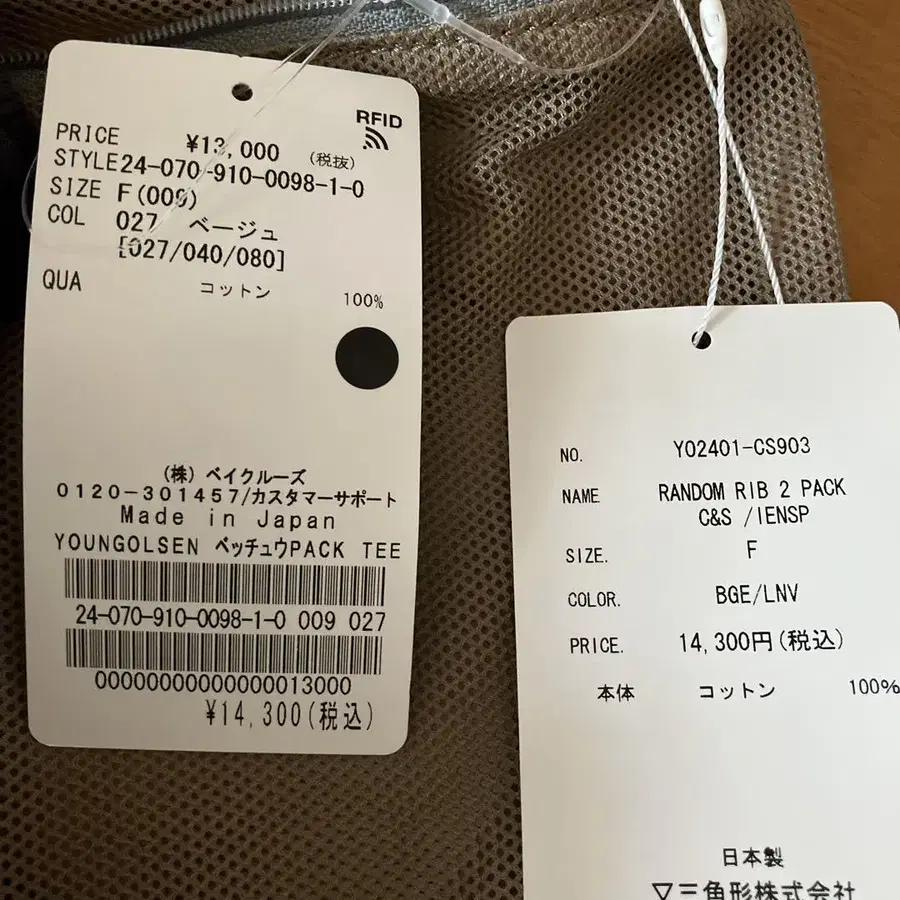 RFID
PRICE ¥13,000 (税抜)
STYLE24-070-910-0098-1-0
SIZE F(009)
COL 027 ベージュ
[027/040/080]
QUA コットン 100%
(株)ベイクルーズ
0120-301457/カスタマーサポート
Made in Japan
YOUNGOLSEN ベッチュウPACK TEE
24-070-910-0098-1-0 009 027
00000000000000013000
¥14,300(税込)
NO. YO2401-CS903
NAME RANDOM RIB 2 PACK
C&S /IENSP
SIZE. F
COLOR. BGE/LNV
PRICE. 14,300円(税込)
本体 コットン 100%
日本製
▽三角形株式会社